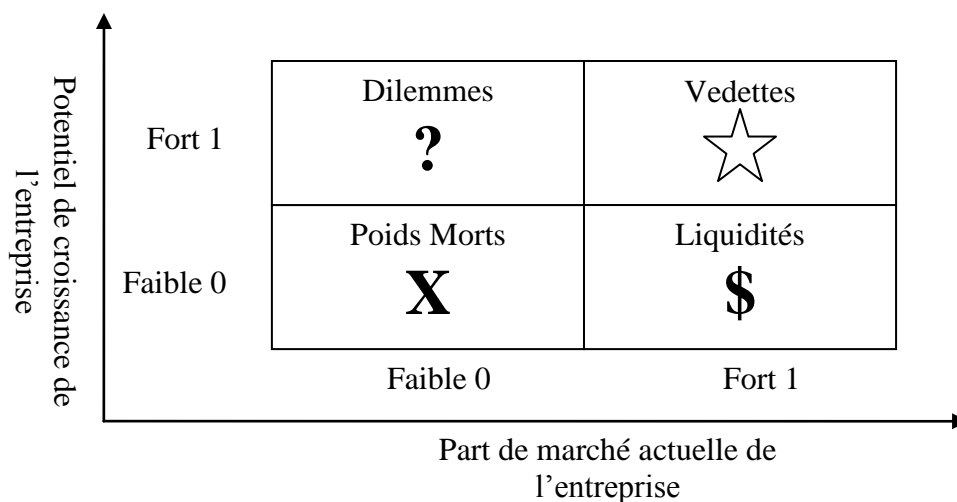 Potentiel de croissance de
l’entreprise
Fort 1
Faible 0
Dilemmes
?
Vedettes
Poids Morts
X
Liquidités
$
Faible 0
Fort 1
Part de marché actuelle de
l’entreprise